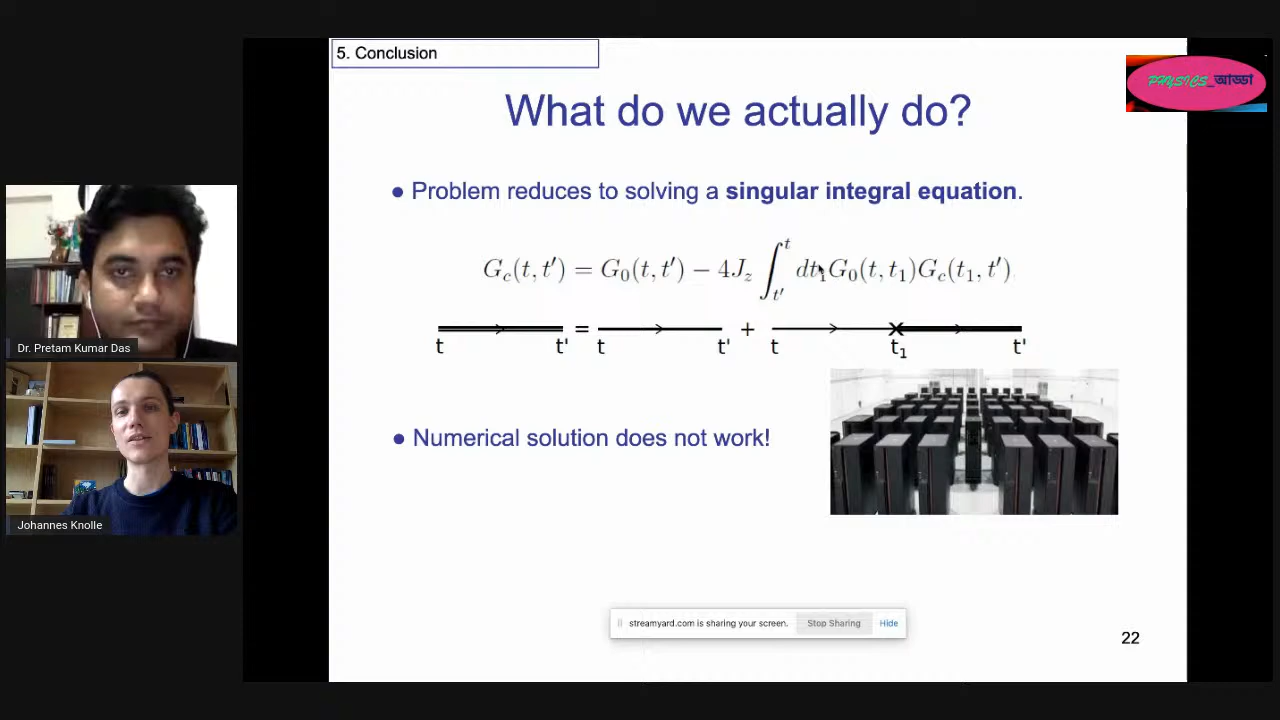 5. Conclusion
PHYSICS_আড্ডা
What do we actually do?
● Problem reduces to solving a singular integral equation.
G_c(t, t′) = G_0(t, t′) − 4J_z ∫_{t′}^{t} dt_1 G_0(t, t_1) G_c(t_1, t′)
= +
t t' t t' t t₁ t'
● Numerical solution does not work!
Dr. Pretam Kumar Das
Johannes Knolle
streamyard.com is sharing your screen. Stop Sharing Hide
22